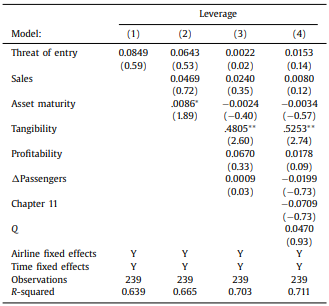 Leverage
Model: (1) (2) (3) (4)
Threat of entry 0.0849 0.0643 0.0022 0.0153
(0.59) (0.53) (0.02) (0.14)
Sales 0.0469 0.0240 0.0080
(0.72) (0.35) (0.12)
Asset maturity .0086* −0.0024 −0.0034
(1.89) (−0.40) (−0.57)
Tangibility .4805** .5253**
(2.60) (2.74)
Profitability 0.0670 0.0178
(0.33) (0.09)
ΔPassengers 0.0009 −0.0199
(0.03) (−0.73)
Chapter 11 −0.0709
(−0.73)
Q 0.0470
(0.93)
Airline fixed effects Y Y Y Y
Time fixed effects Y Y Y Y
Observations 239 239 239 239
R-squared 0.639 0.665 0.703 0.711